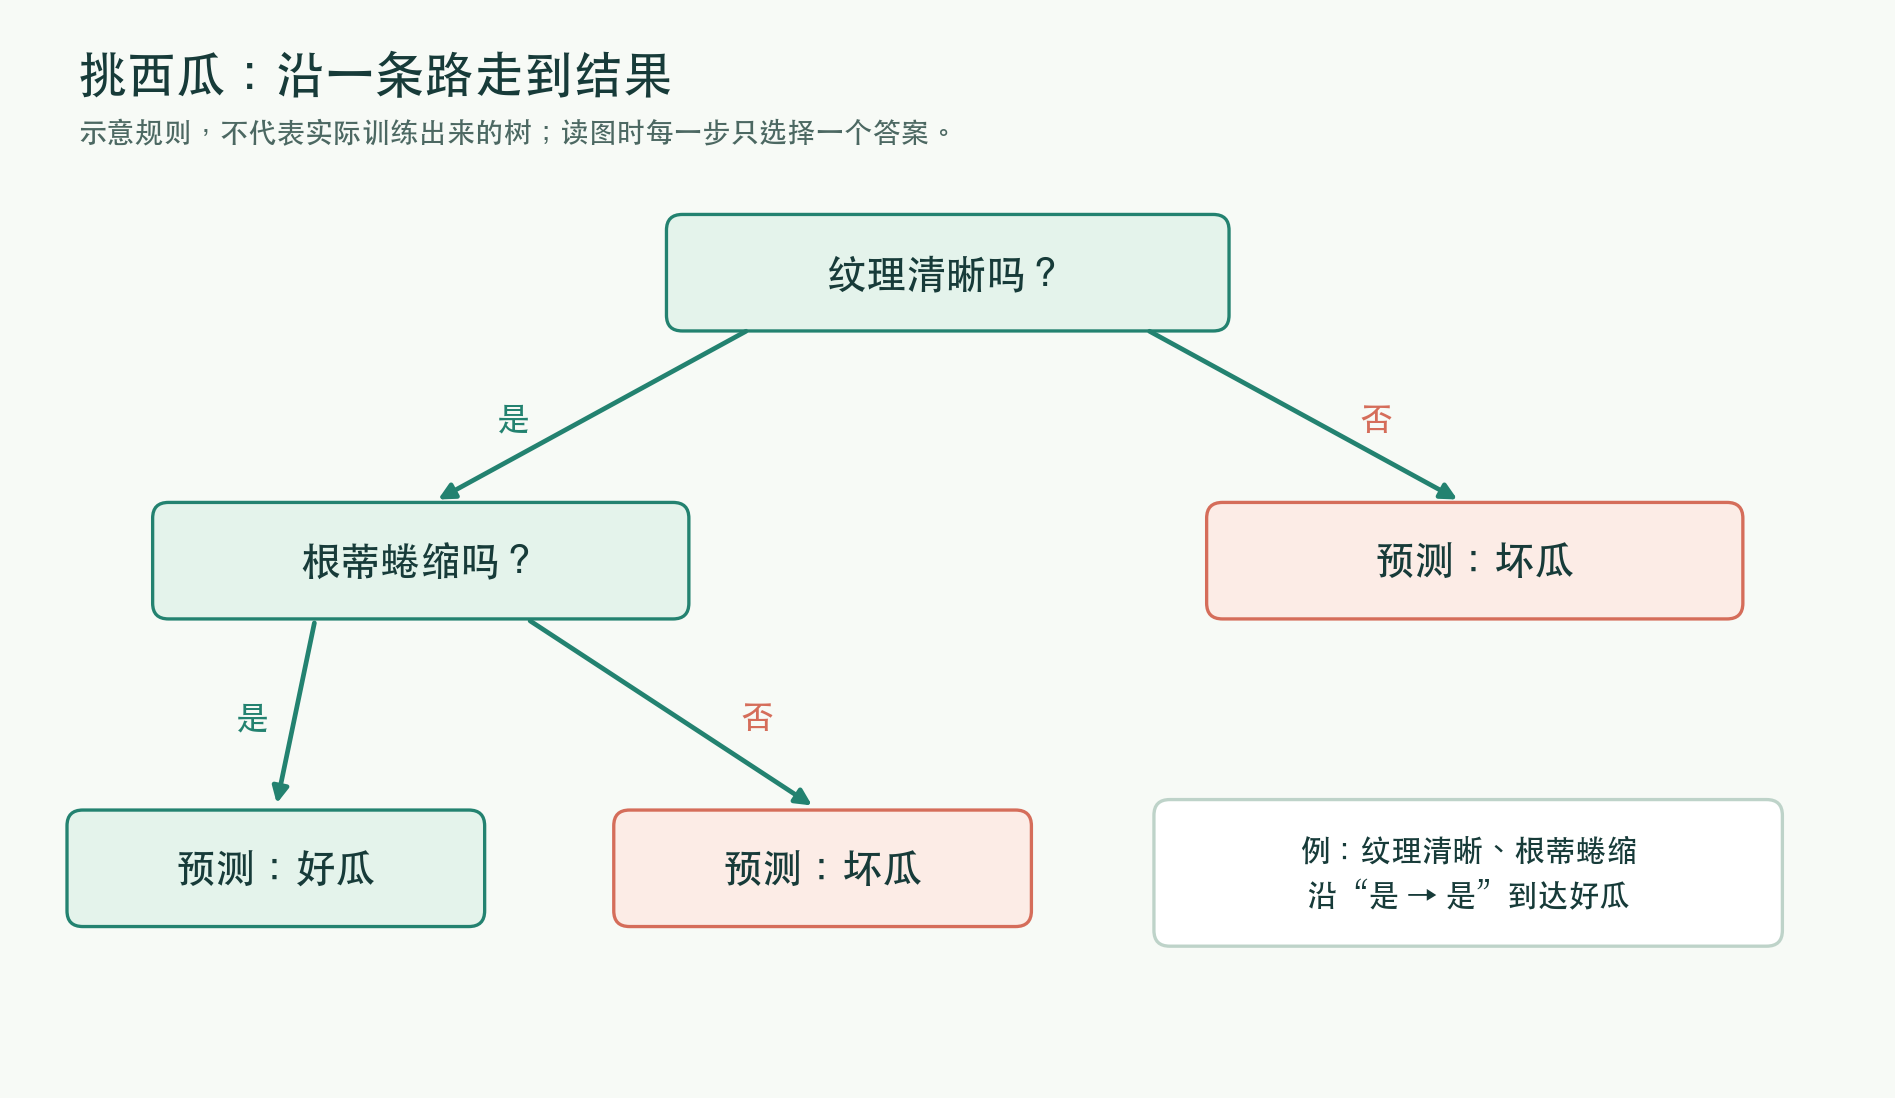 挑西瓜：沿一条路走到结果
示意规则，不代表实际训练出来的树；读图时每一步只选择一个答案。
纹理清晰吗？
是
否
根蒂蜷缩吗？
预测：坏瓜
是
否
预测：好瓜
预测：坏瓜
例：纹理清晰、根蒂蜷缩
沿“是→是”到达好瓜